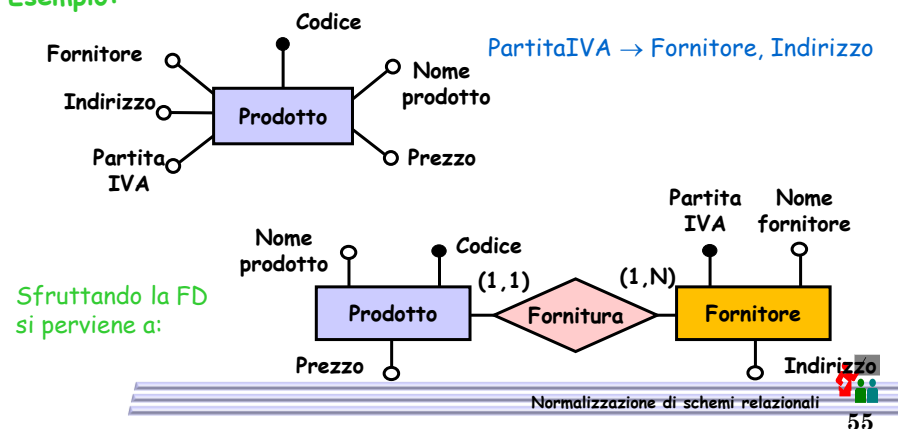 Esempio:
Codice
Fornitore
PartitaIVA → Fornitore, Indirizzo
Nome
prodotto
Indirizzo
Prodotto
Partita
IVA
Prezzo
Partita
IVA
Nome
fornitore
Nome
prodotto
Codice
(1,1)
(1,N)
Sfruttando la FD
si perviene a:
Prodotto
Fornitura
Fornitore
Prezzo
Indirizzo
Normalizzazione di schemi relazionali
55